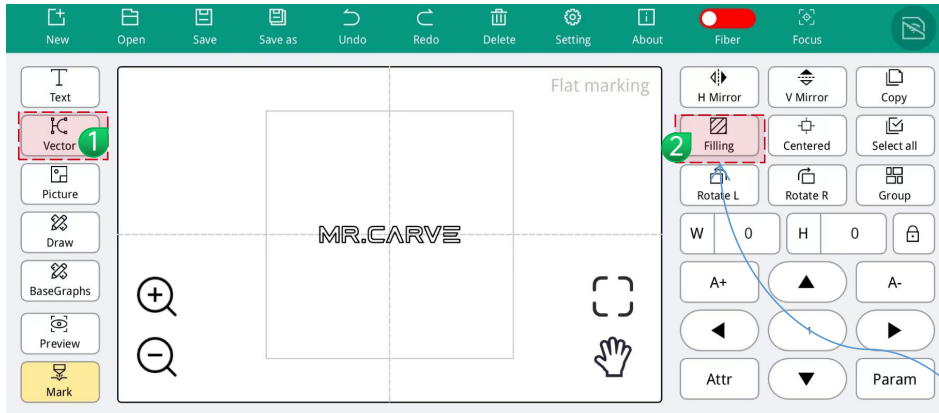 New Open Save Save as Undo Redo Delete Setting About Fiber Focus
Text
Vector 1
Picture
Draw
BaseGraphs
Preview
Mark
Flat marking
MR.CARVE
H Mirror V Mirror Copy
2 Filling Centered Select all
Rotate L Rotate R Group
W 0 H 0
A+ A-
1
Attr Param